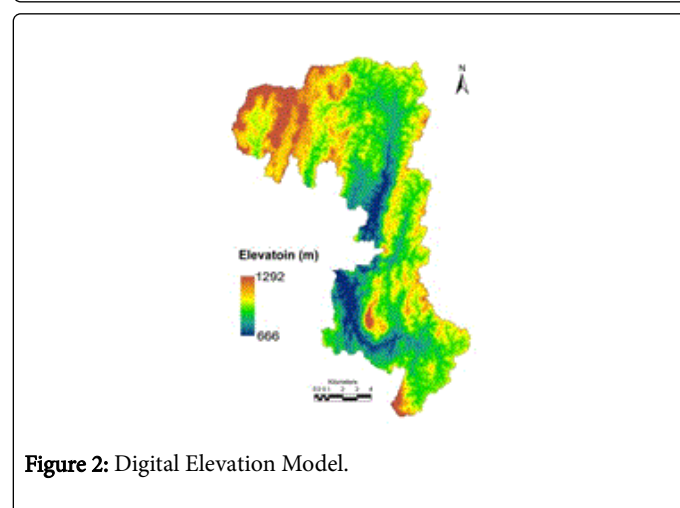 N
Elevatoin (m)
1292
666
Kilometers
Figure 2: Digital Elevation Model.